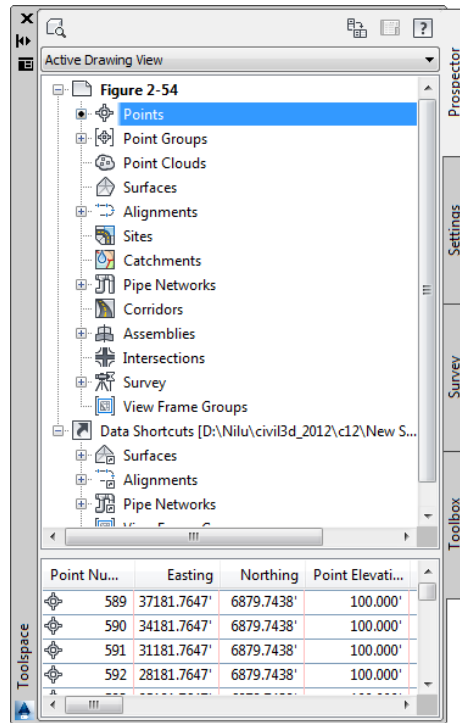 Active Drawing View
Figure 2-54
Points
Point Groups
Point Clouds
Surfaces
Alignments
Sites
Catchments
Pipe Networks
Corridors
Assemblies
Intersections
Survey
View Frame Groups
Data Shortcuts [D:\Nilu\civil3d_2012\c12\New S...
Surfaces
Alignments
Pipe Networks
Point Nu... Easting Northing Point Elevati...
589 37181.7647' 6879.7438' 100.000'
590 34181.7647' 6879.7438' 100.000'
591 31181.7647' 6879.7438' 100.000'
592 28181.7647' 6879.7438' 100.000'
Prospector
Settings
Survey
Toolbox
Toolspace